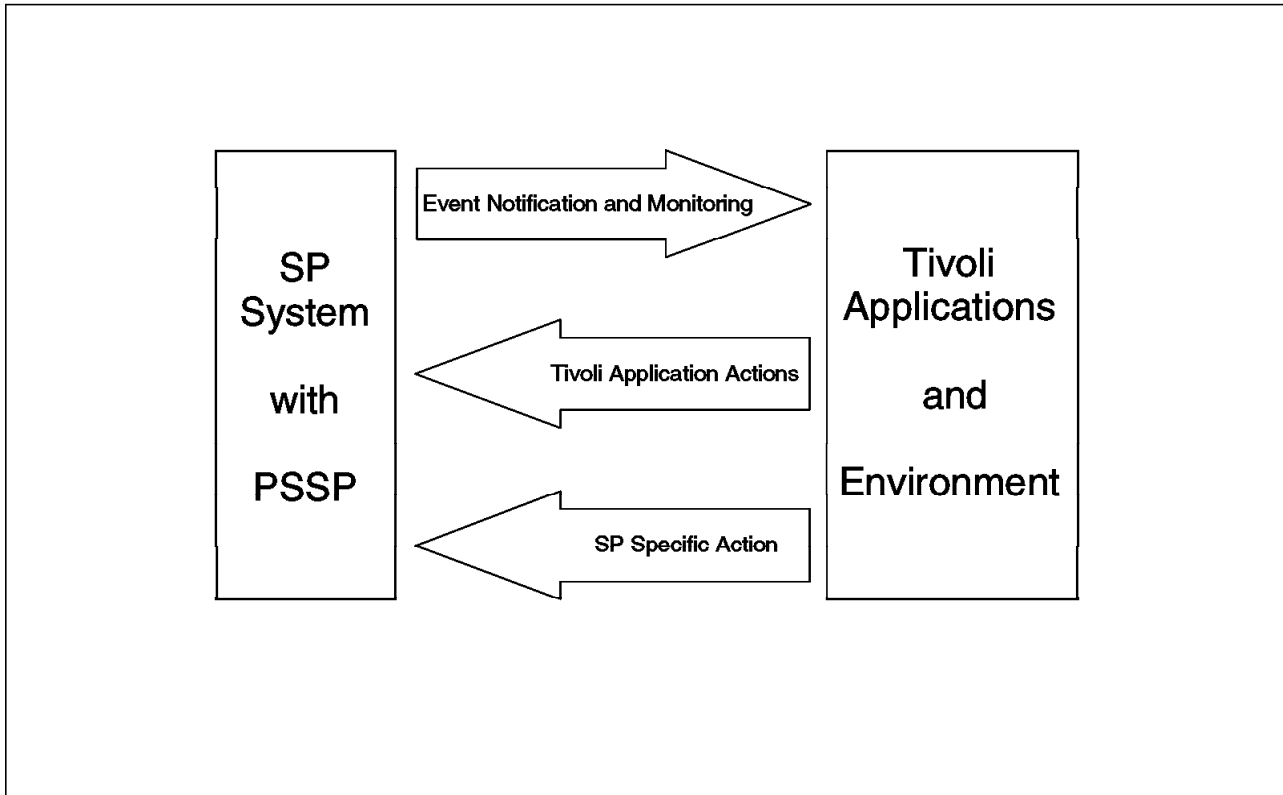 SP
System
with
PSSP
Event Notification and Monitoring
Tivoli Application Actions
SP Specific Action
Tivoli
Applications
and
Environment